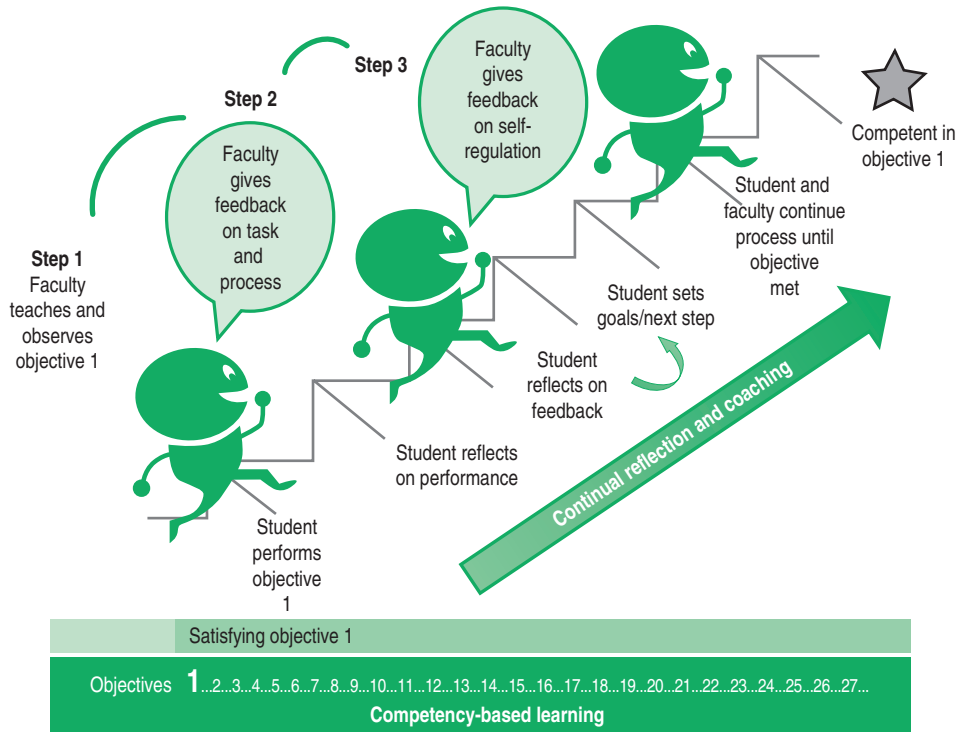 Step 1
Faculty
teaches and
observes
objective 1
Step 2
Faculty
gives
feedback
on task
and
process
Step 3
Faculty
gives
feedback
on self-
regulation
Student
performs
objective
1
Student reflects
on performance
Student
reflects on
feedback
Student sets
goals/next step
Student and
faculty continue
process until
objective
met
Competent in
objective 1
Continual reflection and coaching
Satisfying objective 1
Objectives 1...2...3...4...5...6...7...8...9...10...11...12...13...14...15...16...17...18...19...20...21...22...23...24...25...26...27...
Competency-based learning